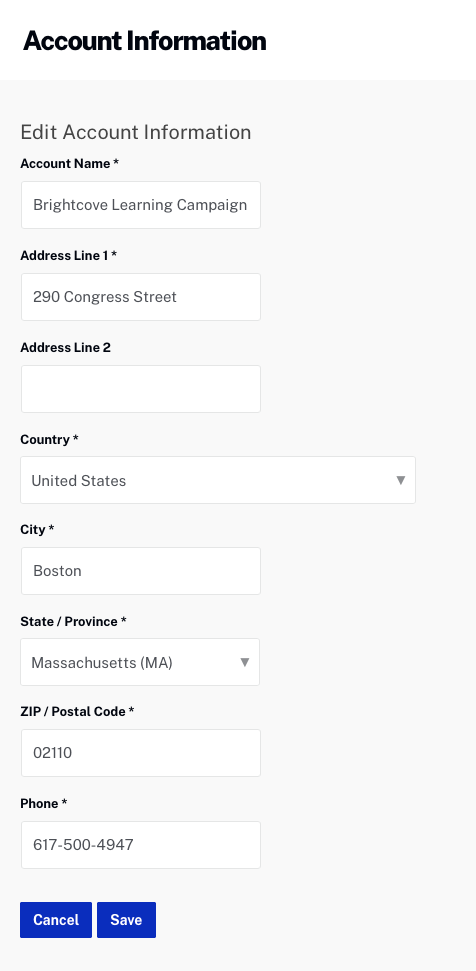 Account Information
Edit Account Information
Account Name *
Brightcove Learning Campaign
Address Line 1 *
290 Congress Street
Address Line 2
Country *
United States
City *
Boston
State / Province *
Massachusetts (MA)
ZIP / Postal Code *
02110
Phone *
617-500-4947
Cancel Save